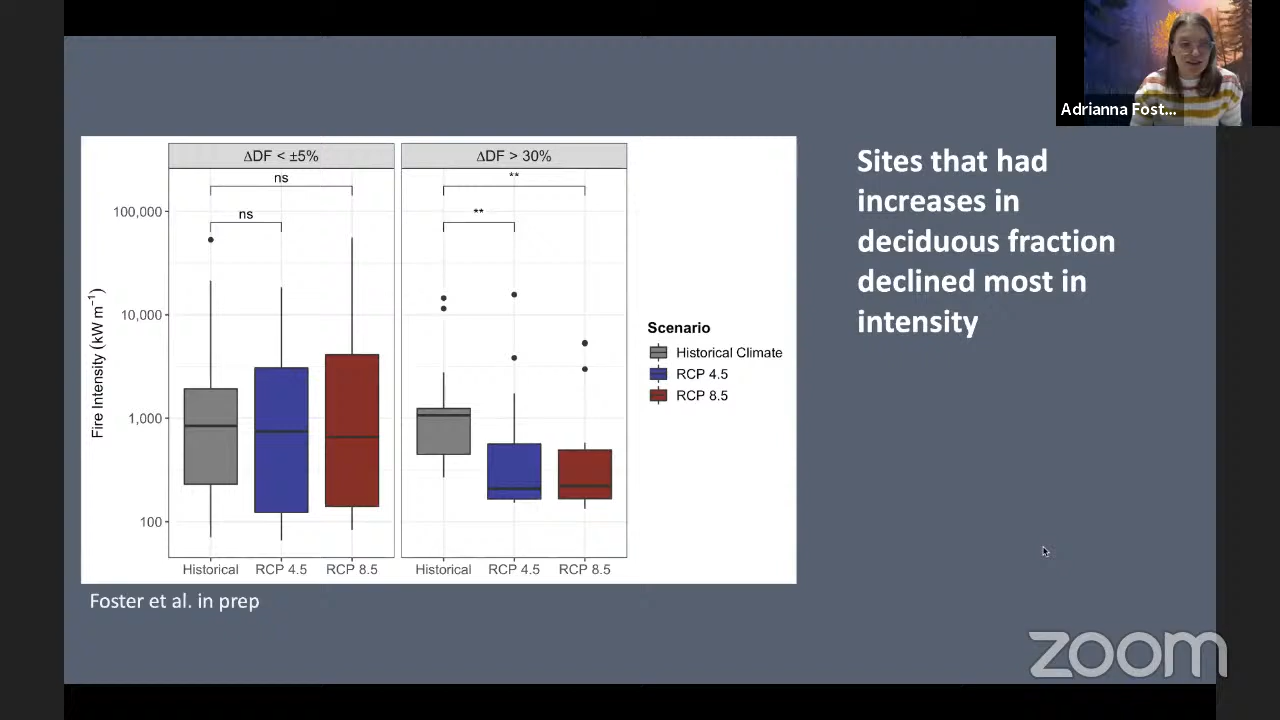 Adrianna Fost...
ΔDF < ±5%
ΔDF > 30%
ns
**
ns
**
100,000
10,000
1,000
100
Fire Intensity (kW m⁻¹)
Historical
RCP 4.5
RCP 8.5
Historical
RCP 4.5
RCP 8.5
Scenario
Historical Climate
RCP 4.5
RCP 8.5
Sites that had
increases in
deciduous fraction
declined most in
intensity
Foster et al. in prep
zoom